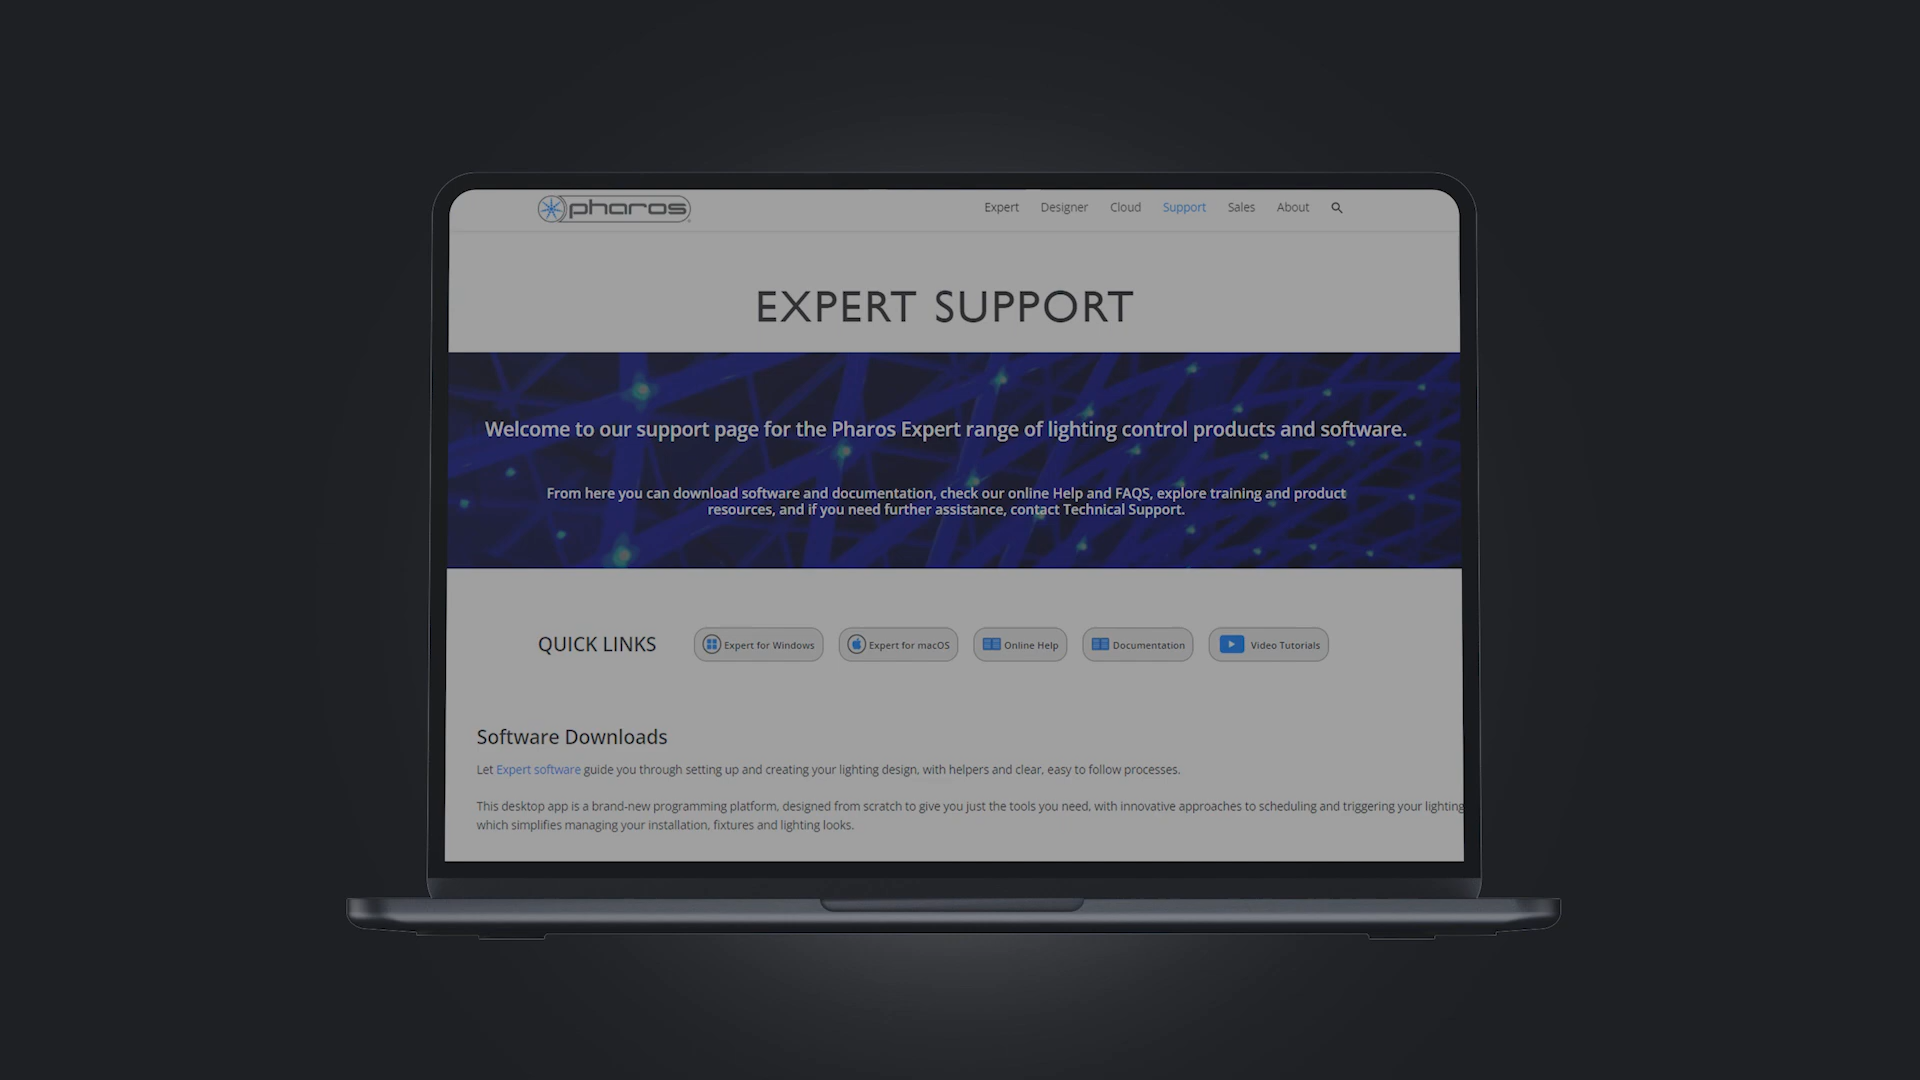 pharos
Expert Designer Cloud Support Sales About
EXPERT SUPPORT
Welcome to our support page for the Pharos Expert range of lighting control products and software.
From here you can download software and documentation, check our online Help and FAQS, explore training and product
resources, and if you need further assistance, contact Technical Support.
QUICK LINKS Expert for Windows Expert for macOS Online Help Documentation Video Tutorials
Software Downloads
Let Expert software guide you through setting up and creating your lighting design, with helpers and clear, easy to follow processes.
This desktop app is a brand-new programming platform, designed from scratch to give you just the tools you need, with innovative approaches to scheduling and triggering your lighting
which simplifies managing your installation, fixtures and lighting looks.